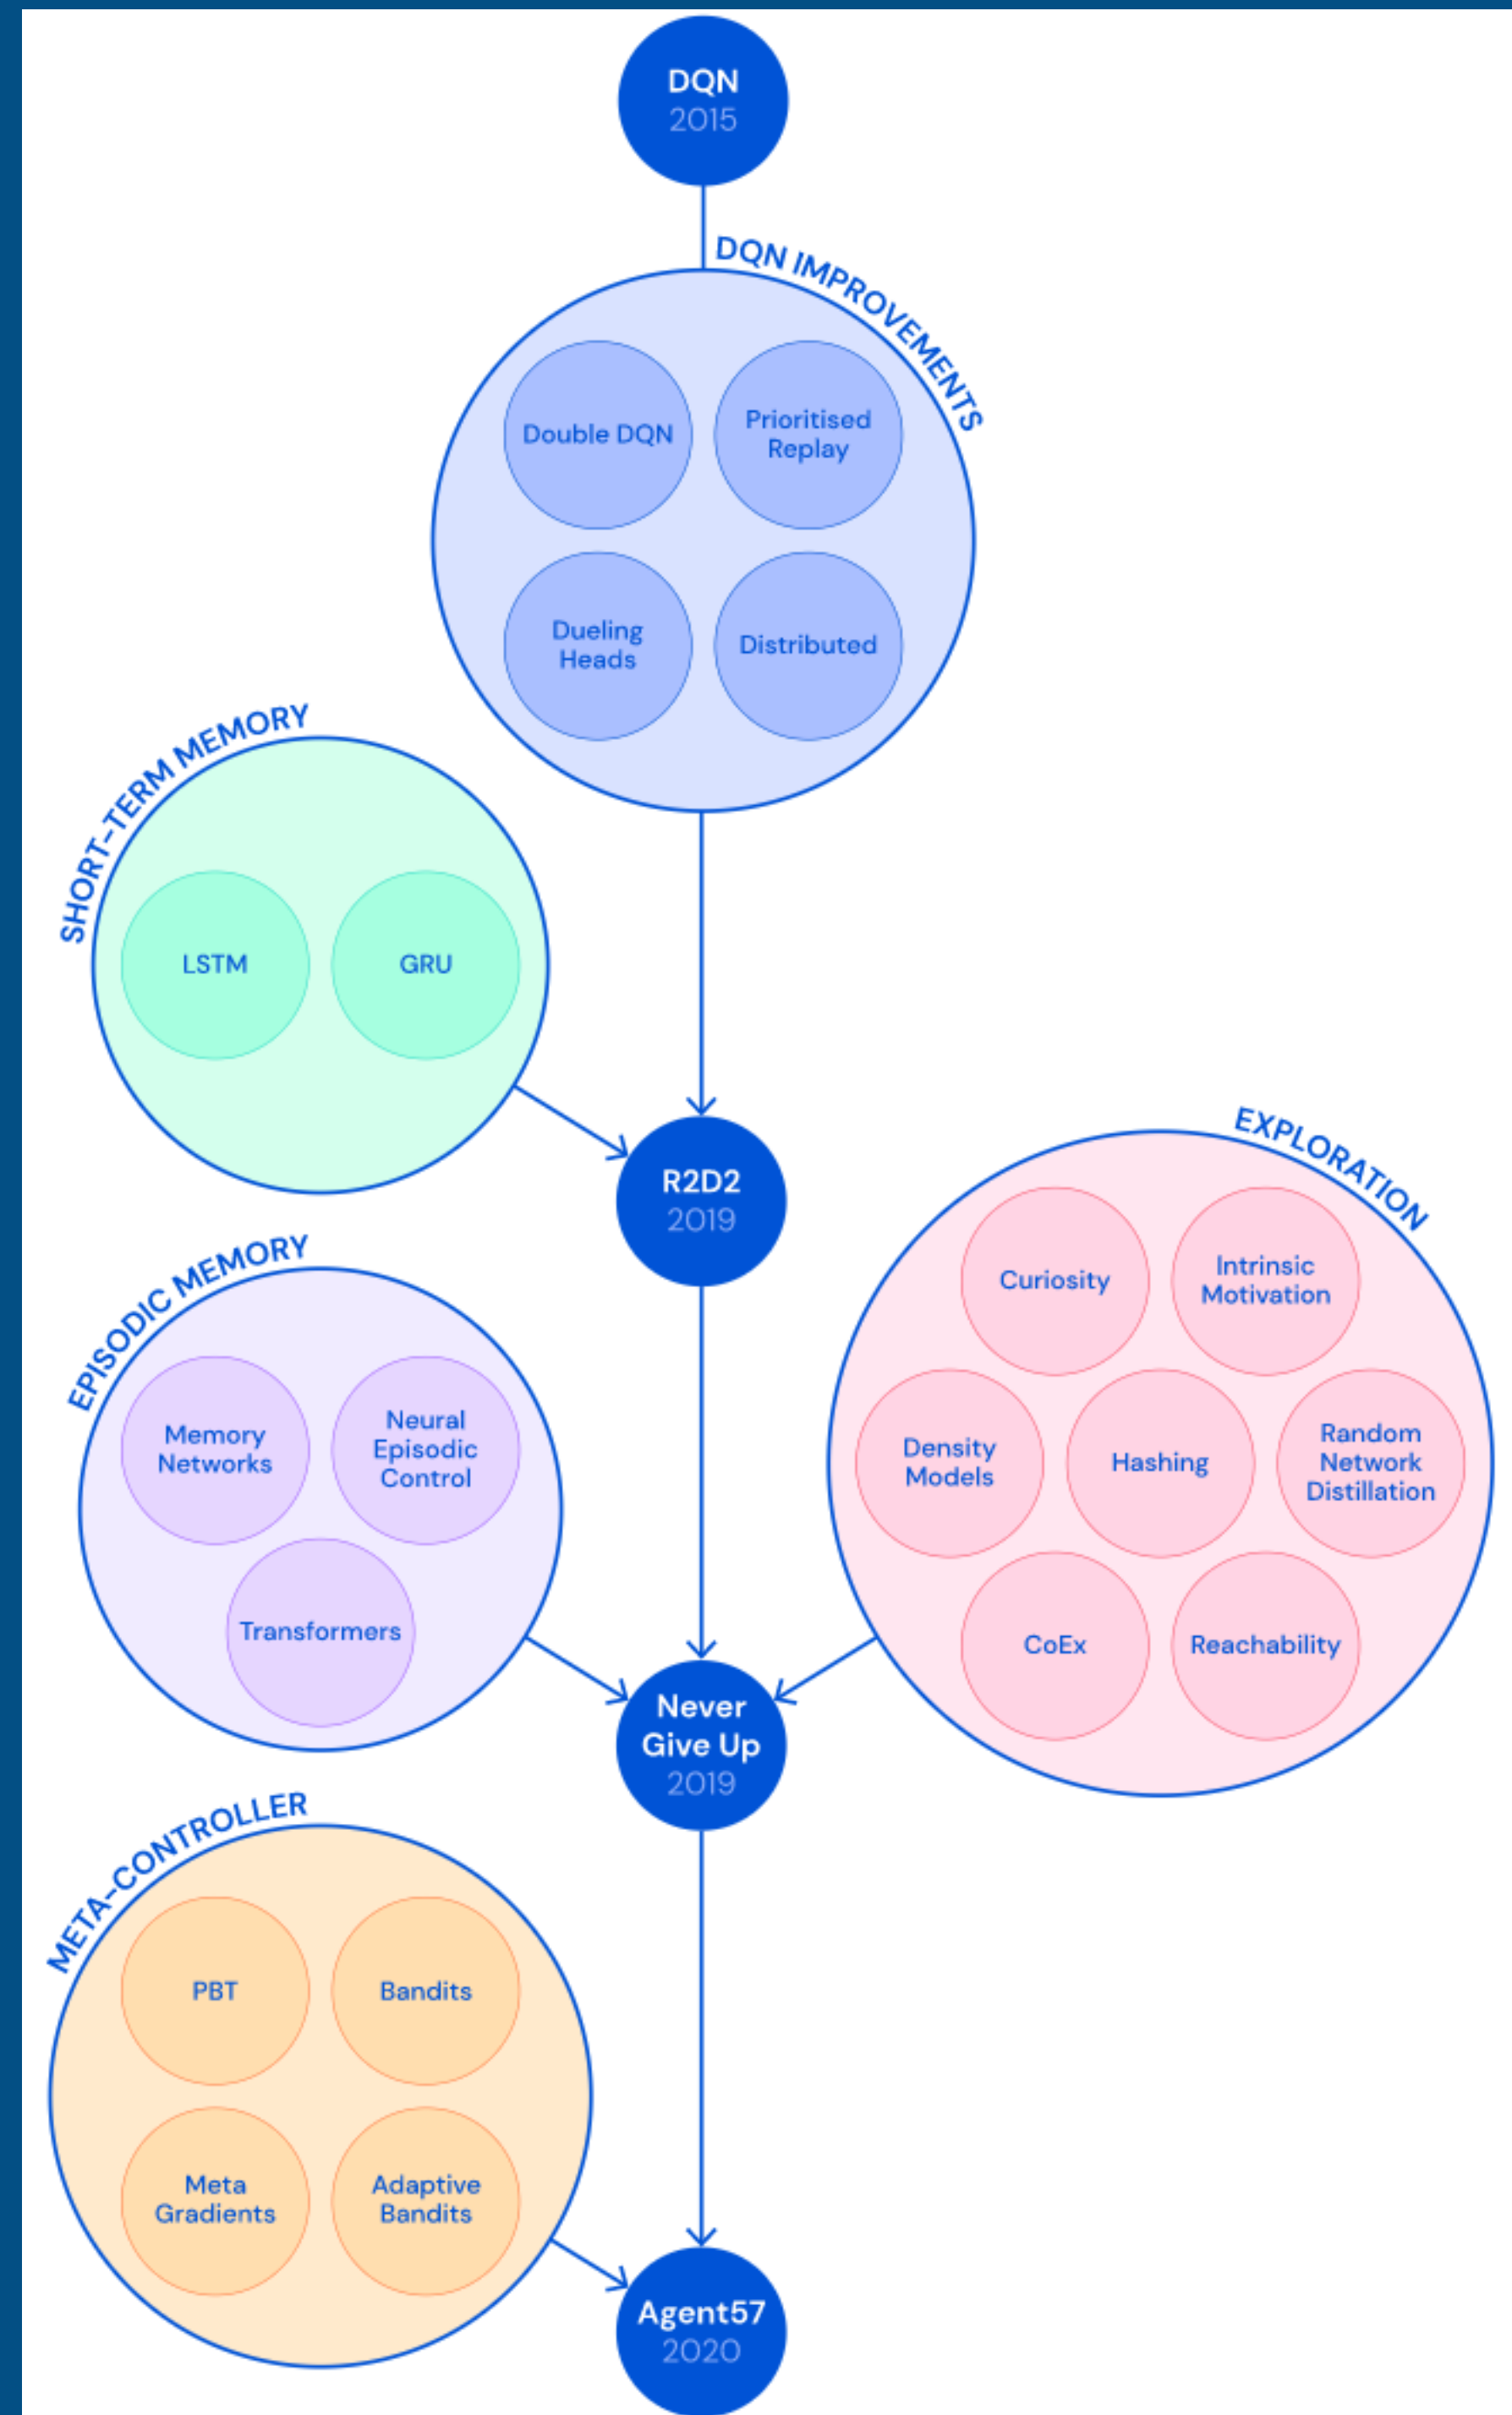 DQN
2015
DQN IMPROVEMENTS
Double DQN
Prioritised
Replay
Dueling
Heads
Distributed
SHORT-TERM MEMORY
LSTM
GRU
R2D2
2019
EXPLORATION
Curiosity
Intrinsic
Motivation
Density
Models
Hashing
Random
Network
Distillation
CoEx
Reachability
EPISODIC MEMORY
Memory
Networks
Neural
Episodic
Control
Transformers
Never
Give Up
2019
META-CONTROLLER
PBT
Bandits
Meta
Gradients
Adaptive
Bandits
Agent57
2020